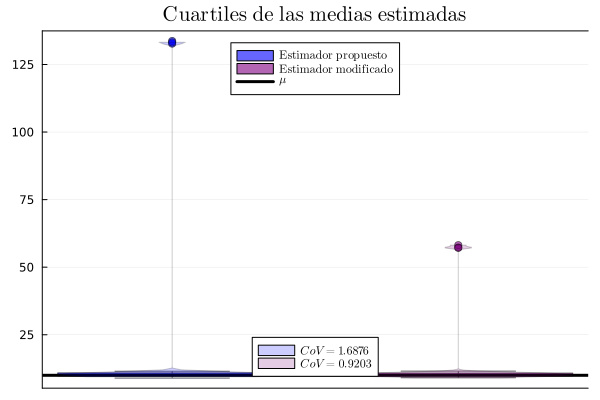 Cuartiles de las medias estimadas
125
100
75
50
25
Estimador propuesto
Estimador modificado
μ
CoV = 1.6876
CoV = 0.9203